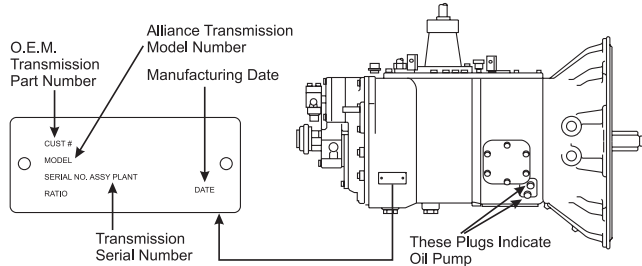 O.E.M.
Transmission
Part Number
Alliance Transmission
Model Number
Manufacturing Date
CUST #
MODEL
SERIAL NO, ASSY PLANT
RATIO
DATE
Transmission
Serial Number
These Plugs Indicate
Oil Pump